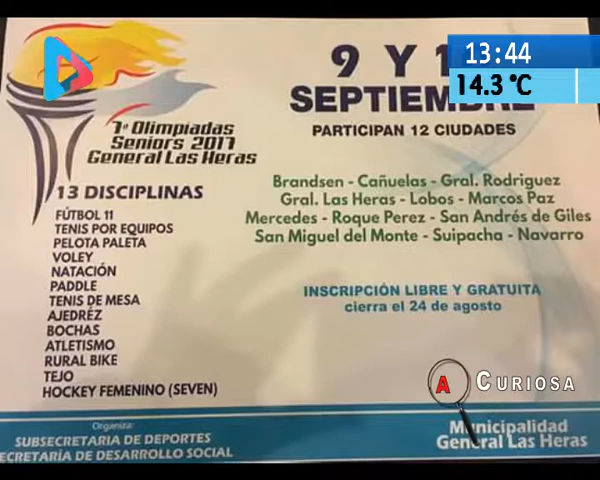 9 Y 1
13:44
14.3 °C
SEPTIEMBRE
PARTICIPAN 12 CIUDADES
1ª Olimpíadas
Seniors 2017
General Las Heras
Brandsen - Cañuelas - Gral. Rodriguez
Gral. Las Heras - Lobos - Marcos Paz
Mercedes - Roque Perez - San Andrés de Giles
San Miguel del Monte - Suipacha - Navarro
13 DISCIPLINAS
FÚTBOL 11
TENIS POR EQUIPOS
PELOTA PALETA
VOLEY
NATACIÓN
PADDLE
TENIS DE MESA
AJEDRÉZ
BOCHAS
ATLETISMO
RURAL BIKE
TEJO
HOCKEY FEMENINO (SEVEN)
INSCRIPCIÓN LIBRE Y GRATUITA
cierra el 24 de agosto
A CURIOSA
Organiza:
SUBSECRETARIA DE DEPORTES
SECRETARÍA DE DESARROLLO SOCIAL
Municipalidad
General Las Heras